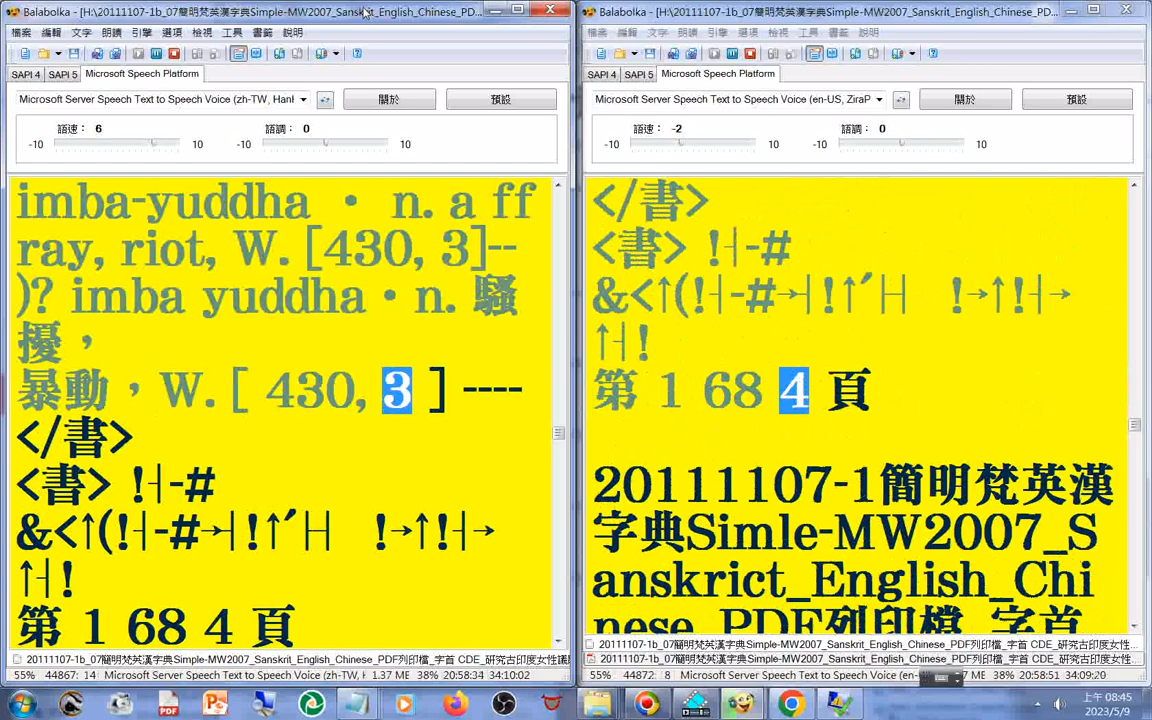 Balabolka - [H:\20111107-1b_07簡明梵英漢字典Simple-MW2007_Sanskrit_English_Chinese_PD...
檔案 編輯 文字 朗讀 引擎 選項 檢視 工具 書籤 說明
SAPI 4 SAPI 5 Microsoft Speech Platform
Microsoft Server Speech Text to Speech Voice (zh-TW, Hanl 關於 預設
語速： 6 語調： 0
-10 10 -10 10
imba-yuddha · n. a ff
ray, riot, W. [430, 3]--
)? imba yuddha · n. 騷
擾，
暴動，W. [ 430, 3 ] ----
</書>
<書> !┤-#
&<↑(!┤-#→┤!↑ˊ├┤ !→↑!┤→
↑┤!
第 1 68 4 頁
20111107-1b_07簡明梵英漢字典Simple-MW2007_Sanskrit_English_Chinese_PDF列印檔_字首 CDE_研究古印度女性議
55% 44867: 14 Microsoft Server Speech Text to Speech Voice (zh-TW, H 1.37 MB 38% 20:58:34 34:10:02
Balabolka - [H:\20111107-1b_07簡明梵英漢字典Simple-MW2007_Sanskrit_English_Chinese_PD...
檔案 編輯 文字 朗讀 引擎 選項 檢視 工具 書籤 說明
SAPI 4 SAPI 5 Microsoft Speech Platform
Microsoft Server Speech Text to Speech Voice (en-US, ZiraP 關於 預設
語速： -2 語調： 0
-10 10 -10 10
</書>
<書> !┤-#
&<↑(!┤-#→┤!↑ˊ├┤ !→↑!┤→
↑┤!
第 1 68 4 頁
20111107-1簡明梵英漢
字典Simle-MW2007_S
anskrict_English_Chi
nese_PDF列印檔_字首
20111107-1b_07簡明梵英漢字典Simple-MW2007_Sanskrit_English_Chinese_PDF列印檔_字首 CDE_研究古印度女性...
20111107-1b_07簡明梵英漢字典Simple-MW2007_Sanskrit_English_Chinese_PDF列印檔_字首 CDE_研究古印度女性...
55% 44872: 8 Microsoft Server Speech Text to Speech Voice (en-U MB 38% 20:58:51 34:09:20
上午 08:45
2023/5/9